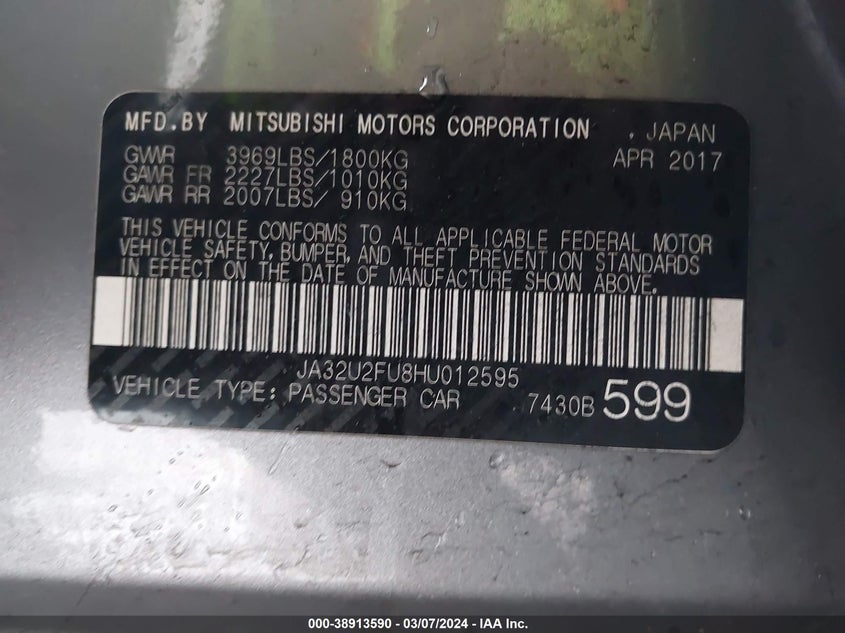 MFD.BY MITSUBISHI MOTORS CORPORATION , JAPAN
GVWR 3969LBS/1800KG APR 2017
GAWR FR 2227LBS/1010KG
GAWR RR 2007LBS/ 910KG
THIS VEHICLE CONFORMS TO ALL APPLICABLE FEDERAL MOTOR
VEHICLE SAFETY, BUMPER, AND THEFT PREVENTION STANDARDS
IN EFFECT ON THE DATE OF MANUFACTURE SHOWN ABOVE.
JA32U2FU8HU012595
VEHICLE TYPE: PASSENGER CAR 7430B 599
000-38913590 — 03/07/2024 — IAA Inc.